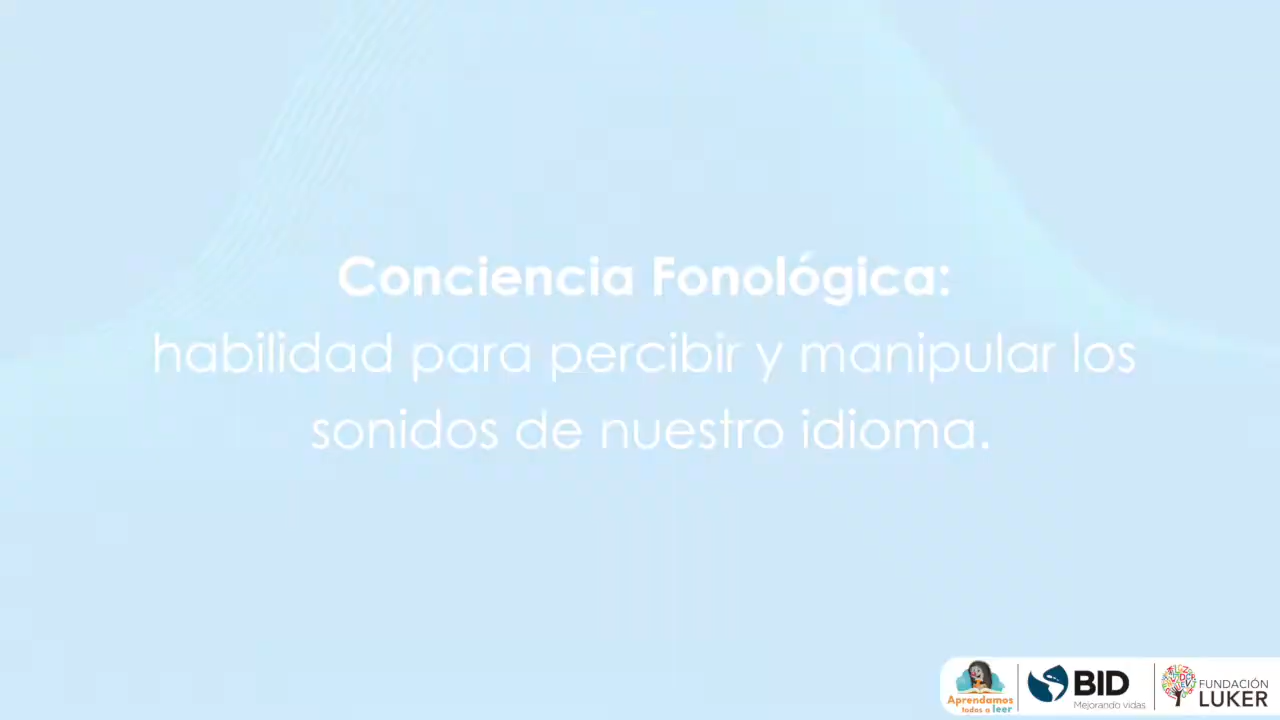 Conciencia Fonológica:
habilidad para percibir y manipular los
sonidos de nuestro idioma.
Aprendamos
todos a leer
BID
Mejorando vidas
FUNDACIÓN
LUKER